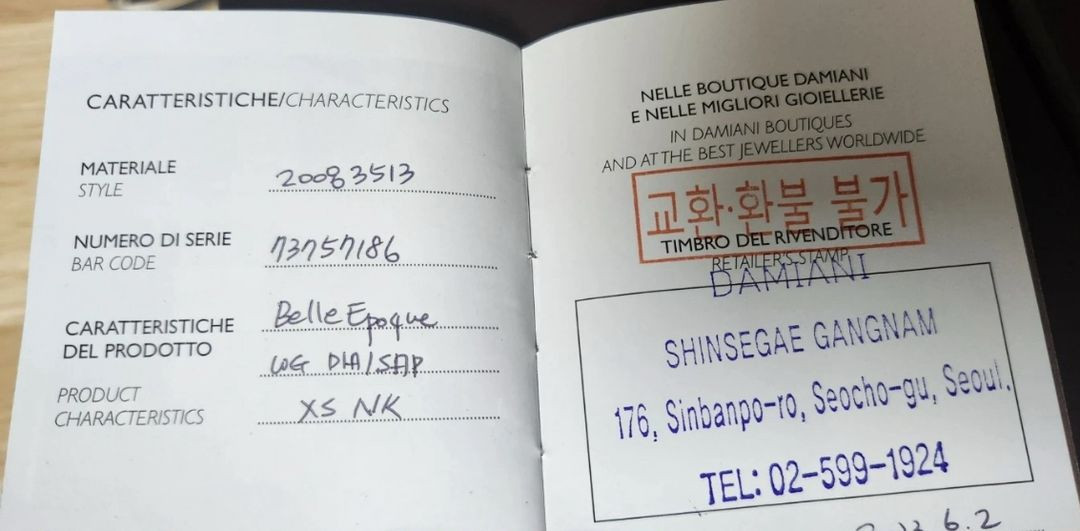 CARATTERISTICHE/CHARACTERISTICS
MATERIALE
STYLE
20083513
NUMERO DI SERIE
BAR CODE
73757186
CARATTERISTICHE
DEL PRODOTTO
PRODUCT
CHARACTERISTICS
Belle Epoque
WG DIA/SAP
XS NK
NELLE BOUTIQUE DAMIANI
E NELLE MIGLIORI GIOIELLERIE
IN DAMIANI BOUTIQUES
AND AT THE BEST JEWELLERS WORLDWIDE
교환·환불 불가
TIMBRO DEL RIVENDITORE
RETAILER'S STAMP
DAMIANI
SHINSEGAE GANGNAM
176, Sinbanpo-ro, Seocho-gu, Seoul.
TEL: 02-599-1924
6.2